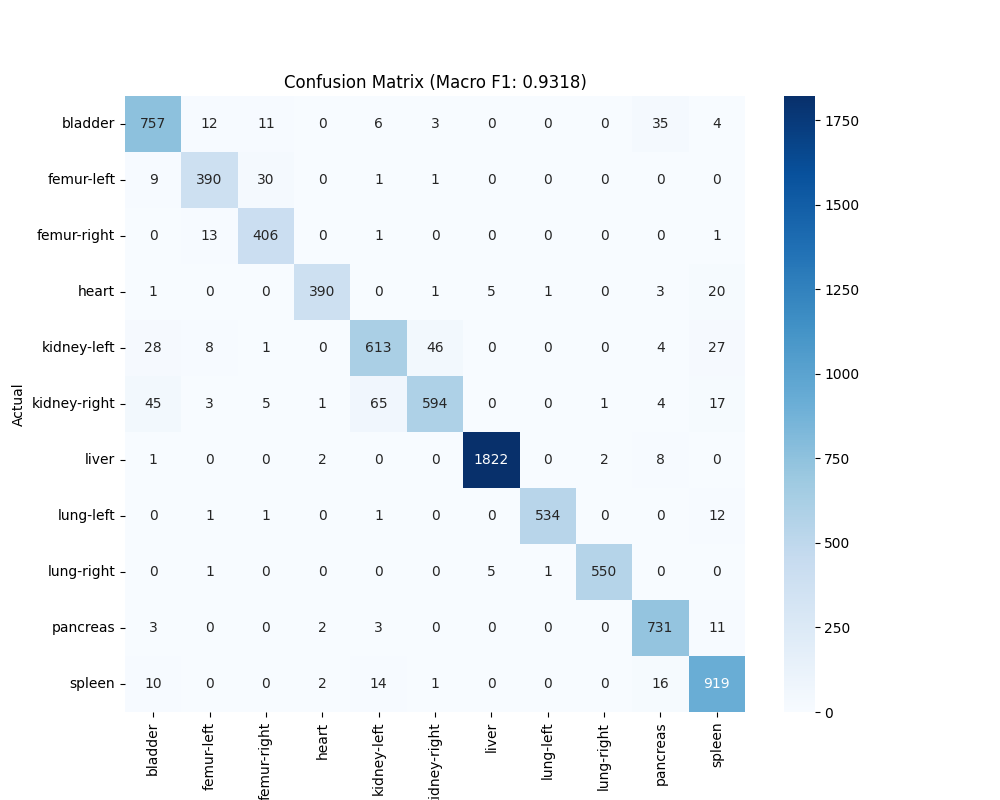 Confusion Matrix (Macro F1: 0.9318)
bladder 757 12 11 0 6 3 0 0 0 35 4
femur-left 9 390 30 0 1 1 0 0 0 0 0
femur-right 0 13 406 0 1 0 0 0 0 0 1
heart 1 0 0 390 0 1 5 1 0 3 20
kidney-left 28 8 1 0 613 46 0 0 0 4 27
kidney-right 45 3 5 1 65 594 0 0 1 4 17
liver 1 0 0 2 0 0 1822 0 2 8 0
lung-left 0 1 1 0 1 0 0 534 0 0 12
lung-right 0 1 0 0 0 0 5 1 550 0 0
pancreas 3 0 0 2 3 0 0 0 0 731 11
spleen 10 0 0 2 14 1 0 0 0 16 919
Actual
bladder
femur-left
femur-right
heart
kidney-left
idney-right
liver
lung-left
lung-right
pancreas
spleen
1750
1500
1250
1000
750
500
250
0